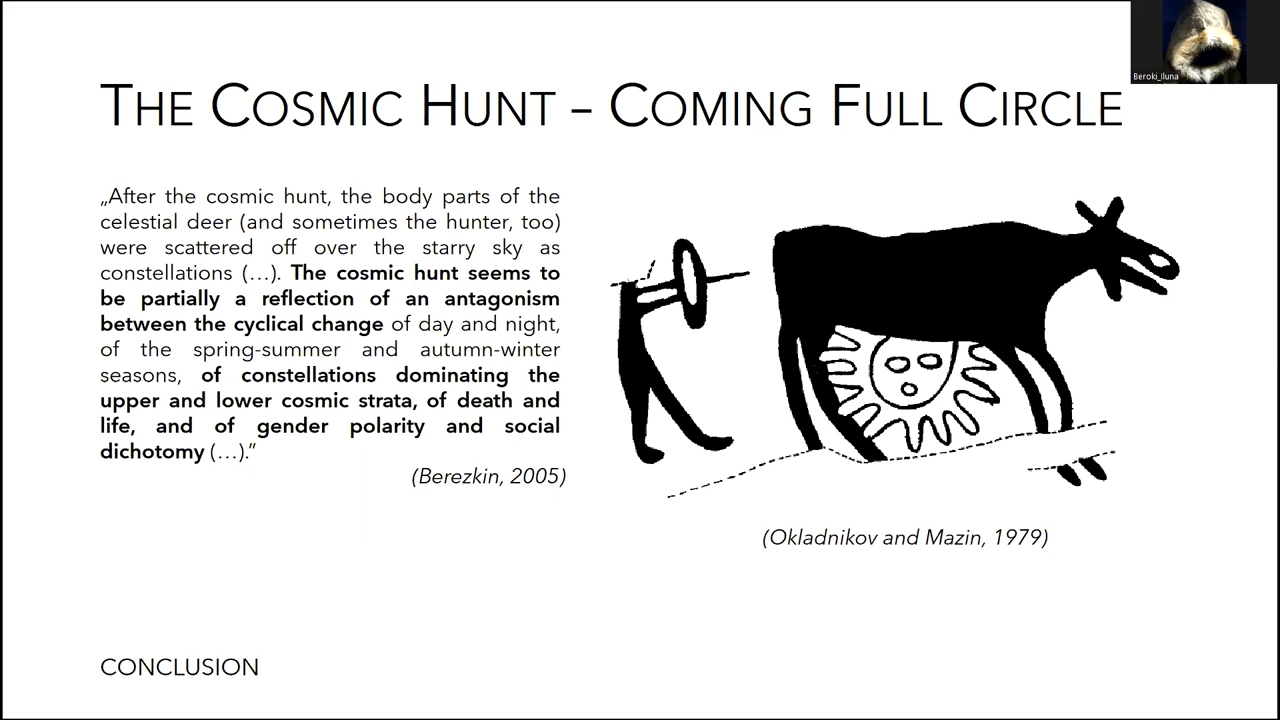 Beroki_Iluna
THE COSMIC HUNT – COMING FULL CIRCLE
„After the cosmic hunt, the body parts of the
celestial deer (and sometimes the hunter, too)
were scattered off over the starry sky as
constellations (…). The cosmic hunt seems to
be partially a reflection of an antagonism
between the cyclical change of day and night,
of the spring-summer and autumn-winter
seasons, of constellations dominating the
upper and lower cosmic strata, of death and
life, and of gender polarity and social
dichotomy (…).”
(Berezkin, 2005)
(Okladnikov and Mazin, 1979)
CONCLUSION